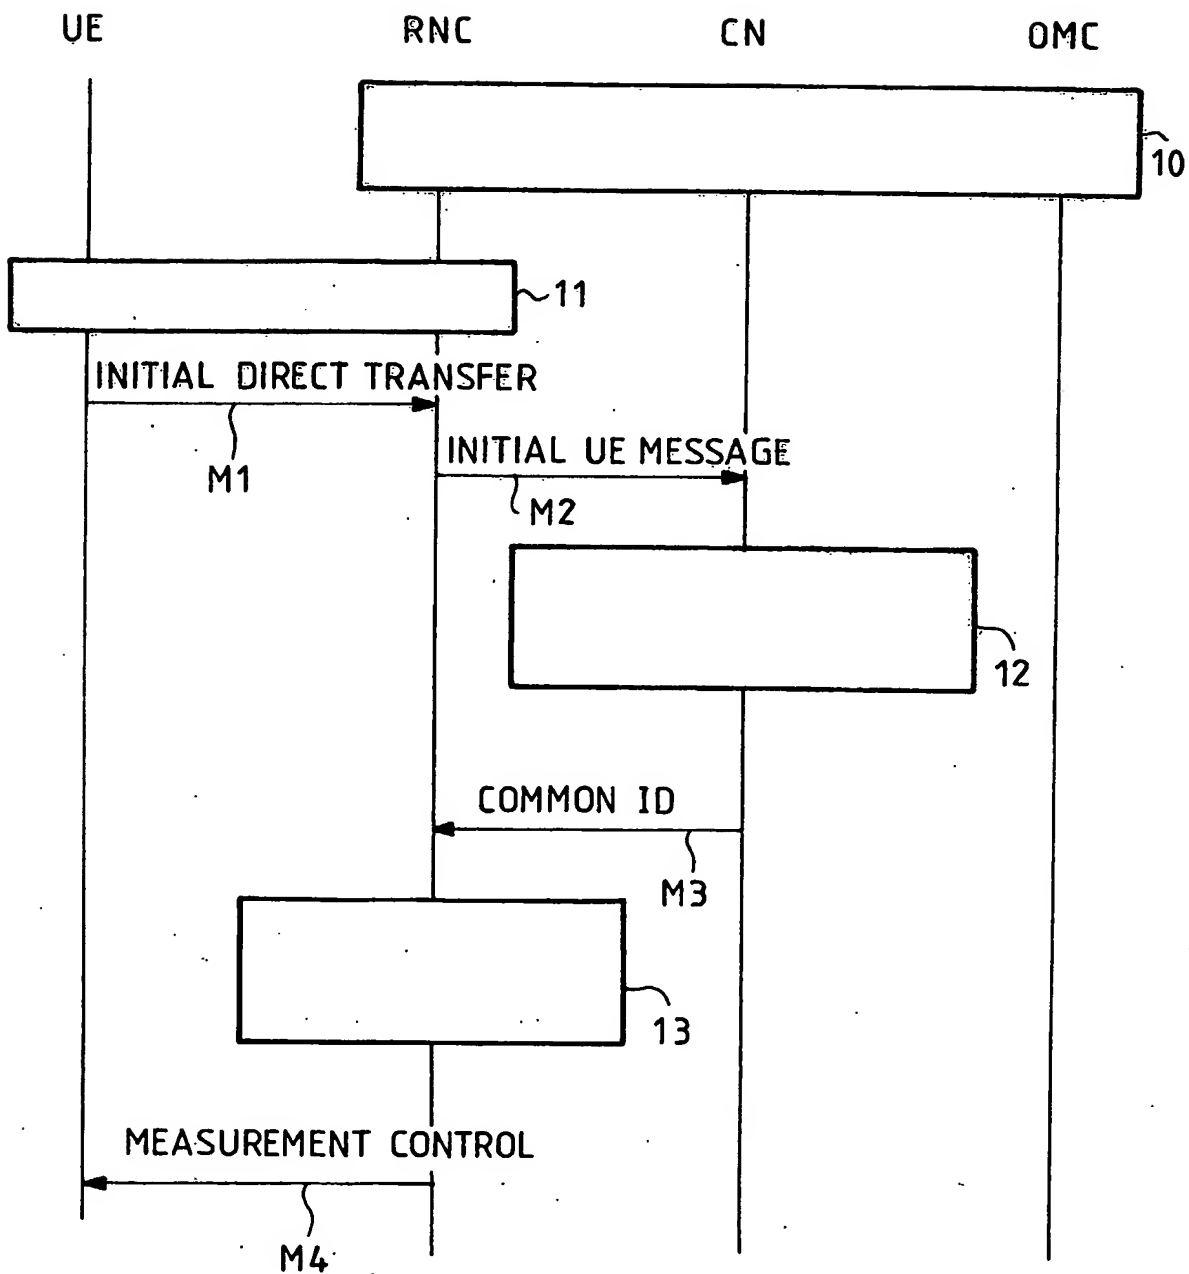 UE RNC CN OMC
10
11
INITIAL DIRECT TRANSFER
M1
INITIAL UE MESSAGE
M2
12
COMMON ID
M3
13
MEASUREMENT CONTROL
M4